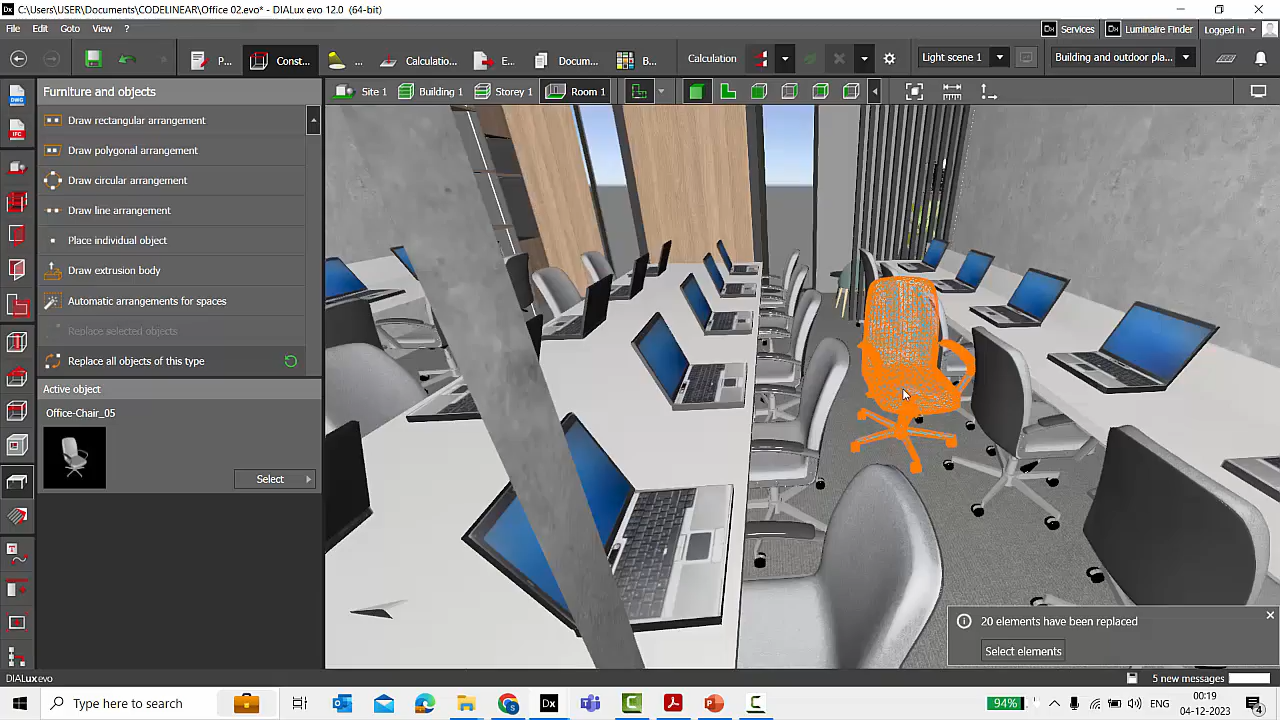 C:\Users\USER\Documents\CODELINEAR\Office 02.evo* - DIALux evo 12.0 (64-bit)
File Edit Goto View ?
Services Luminaire Finder Logged in
P... Const... ... Calculatio... E... Docum... B... Calculation Light scene 1 Building and outdoor pla...
Furniture and objects
Site 1 Building 1 Storey 1 Room 1
Draw rectangular arrangement
Draw polygonal arrangement
Draw circular arrangement
Draw line arrangement
Place individual object
Draw extrusion body
Automatic arrangements for spaces
Replace selected objects
Replace all objects of this type
Active object
Office-Chair_05
Select
20 elements have been replaced
Select elements
DIALux evo
5 new messages
Type here to search
94%
ENG
00:19
04-12-2023
4